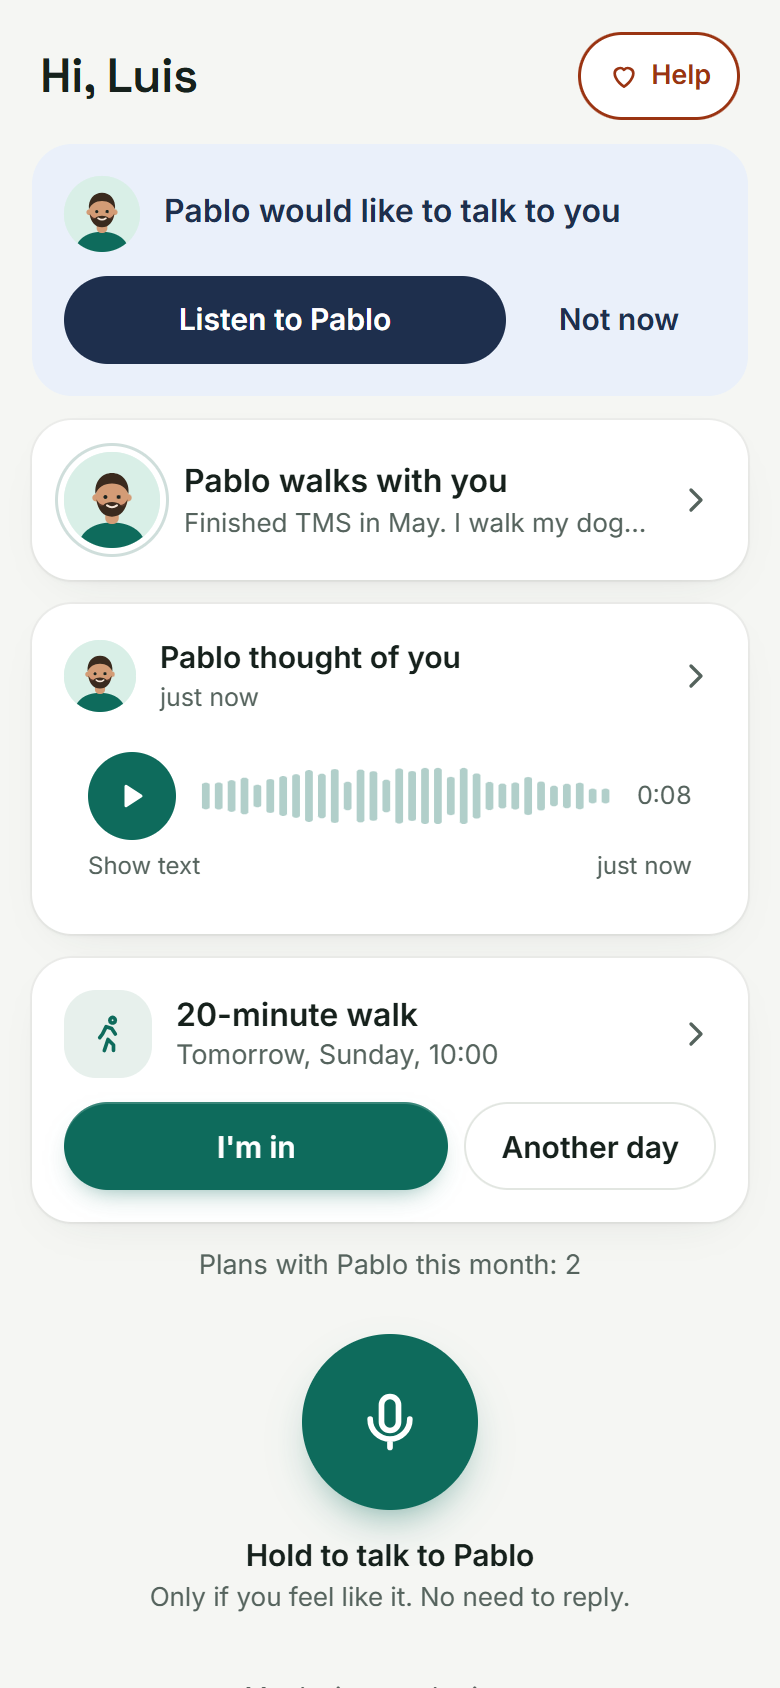 Hi, Luis
Help
Pablo would like to talk to you
Listen to Pablo
Not now
Pablo walks with you
Finished TMS in May. I walk my dog...
Pablo thought of you
just now
0:08
Show text
just now
20-minute walk
Tomorrow, Sunday, 10:00
I'm in
Another day
Plans with Pablo this month: 2
Hold to talk to Pablo
Only if you feel like it. No need to reply.